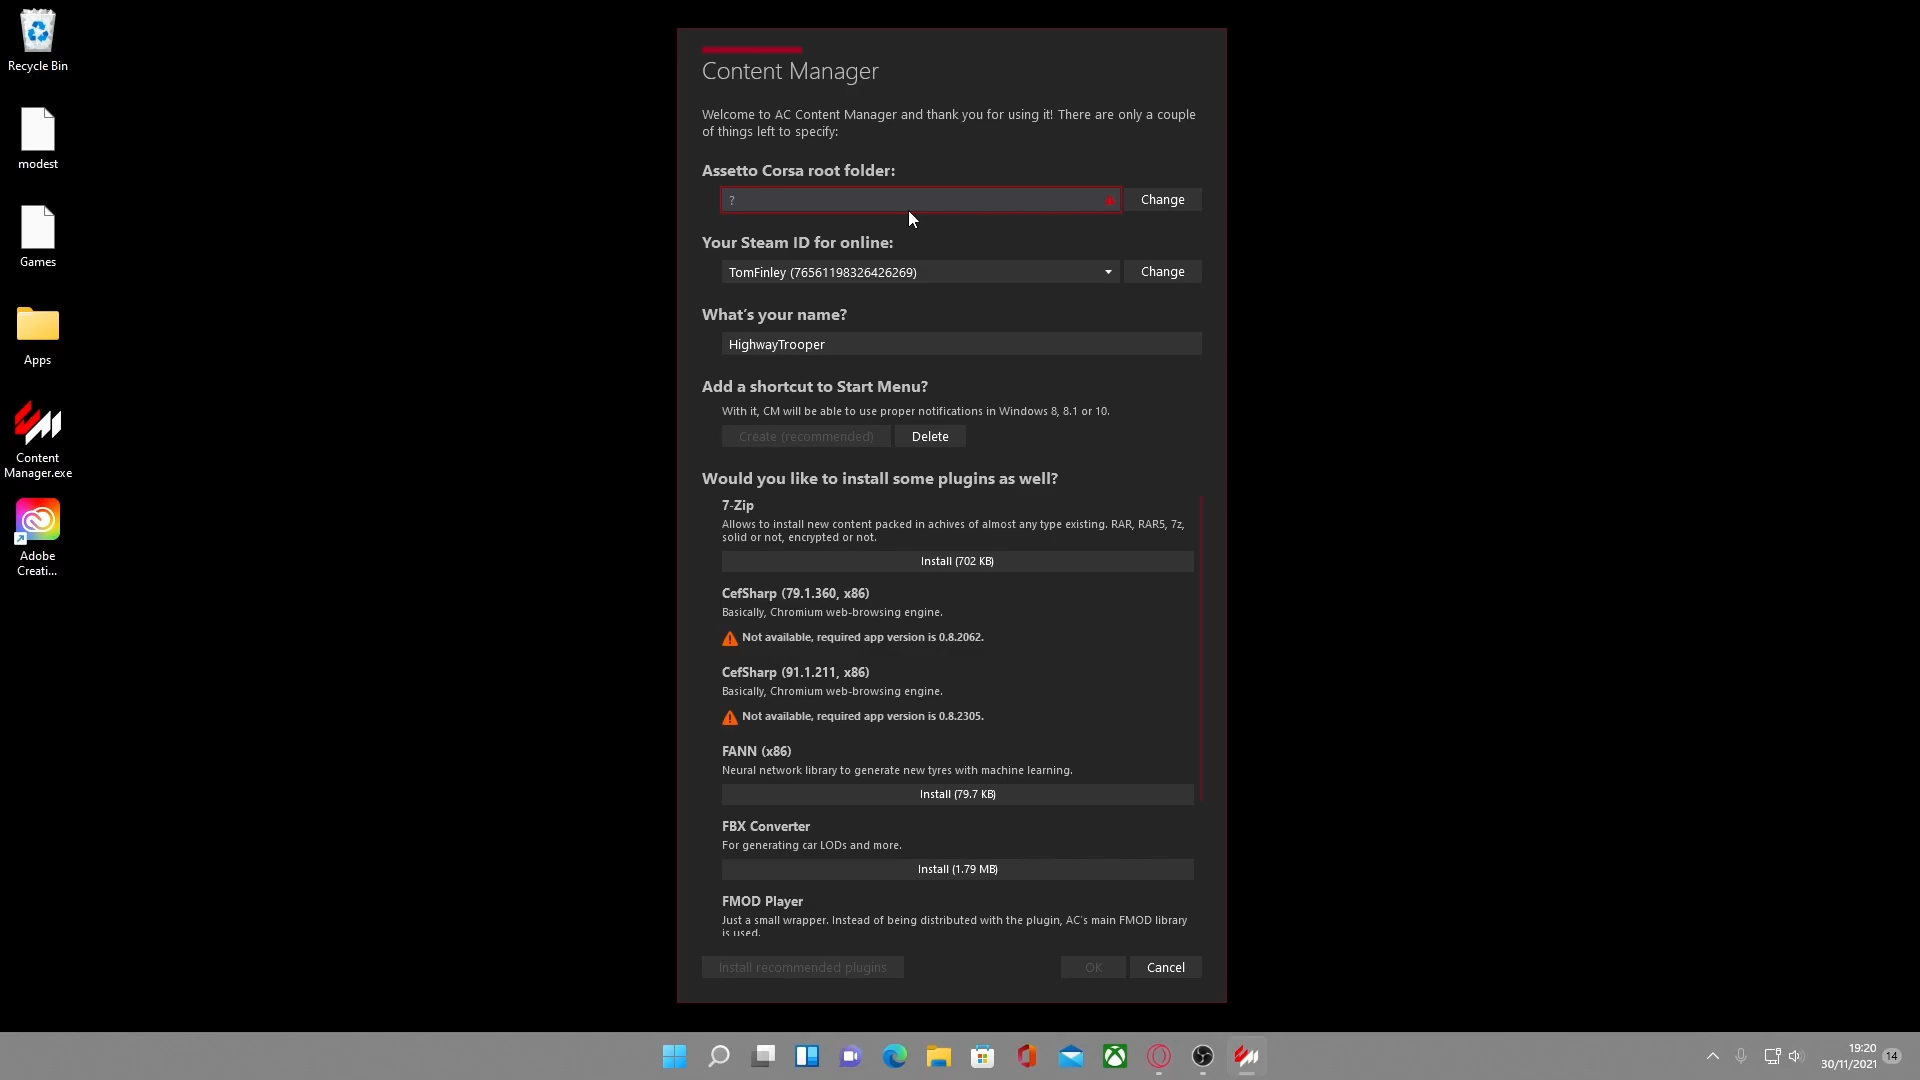 Recycle Bin
modest
Games
Apps
Content
Manager.exe
Adobe
Creati...
Content Manager
Welcome to AC Content Manager and thank you for using it! There are only a couple
of things left to specify:
Assetto Corsa root folder:
?
Change
Your Steam ID for online:
TomFinley (76561198326426269)
Change
What's your name?
HighwayTrooper
Add a shortcut to Start Menu?
With it, CM will be able to use proper notifications in Windows 8, 8.1 or 10.
Create (recommended)
Delete
Would you like to install some plugins as well?
7-Zip
Allows to install new content packed in achives of almost any type existing. RAR, RAR5, 7z,
solid or not, encrypted or not.
Install (702 KB)
CefSharp (79.1.360, x86)
Basically, Chromium web-browsing engine.
Not available, required app version is 0.8.2062.
CefSharp (91.1.211, x86)
Basically, Chromium web-browsing engine.
Not available, required app version is 0.8.2305.
FANN (x86)
Neural network library to generate new tyres with machine learning.
Install (79.7 KB)
FBX Converter
For generating car LODs and more.
Install (1.79 MB)
FMOD Player
Just a small wrapper. Instead of being distributed with the plugin, AC's main FMOD library
is used.
Install recommended plugins
OK
Cancel
19:20
30/11/2021
14